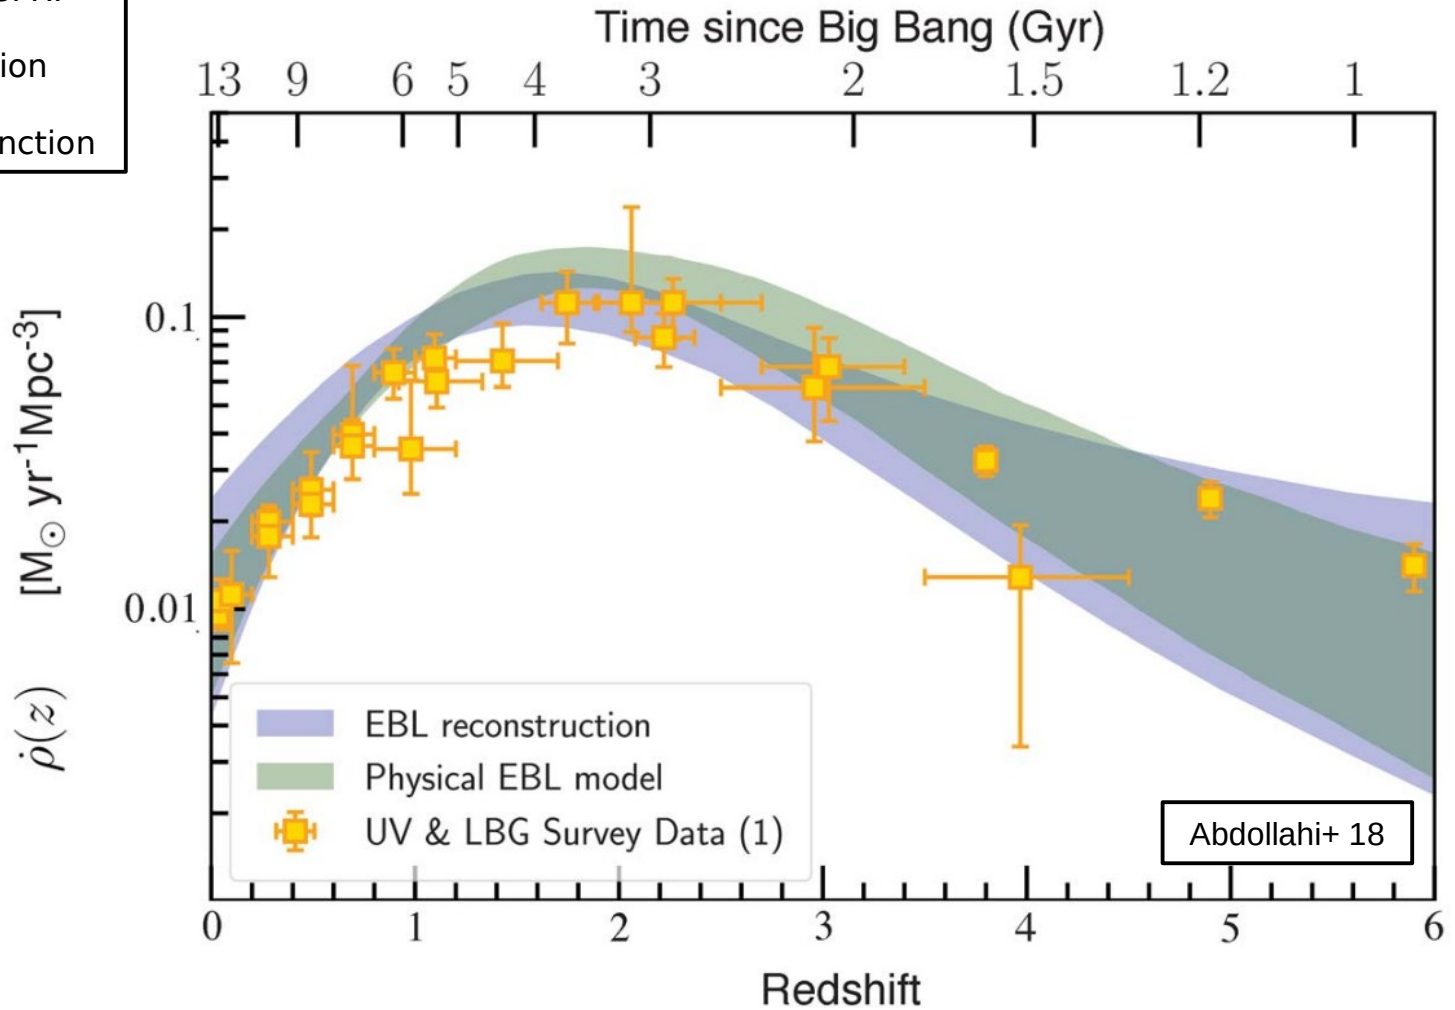 ion
nction
Time since Big Bang (Gyr)
13 9 6 5 4 3 2 1.5 1.2 1
0.1
0.01
ρ̇(z) [M☉ yr-1Mpc-3]
EBL reconstruction
Physical EBL model
UV & LBG Survey Data (1)
Abdollahi+ 18
0 1 2 3 4 5 6
Redshift